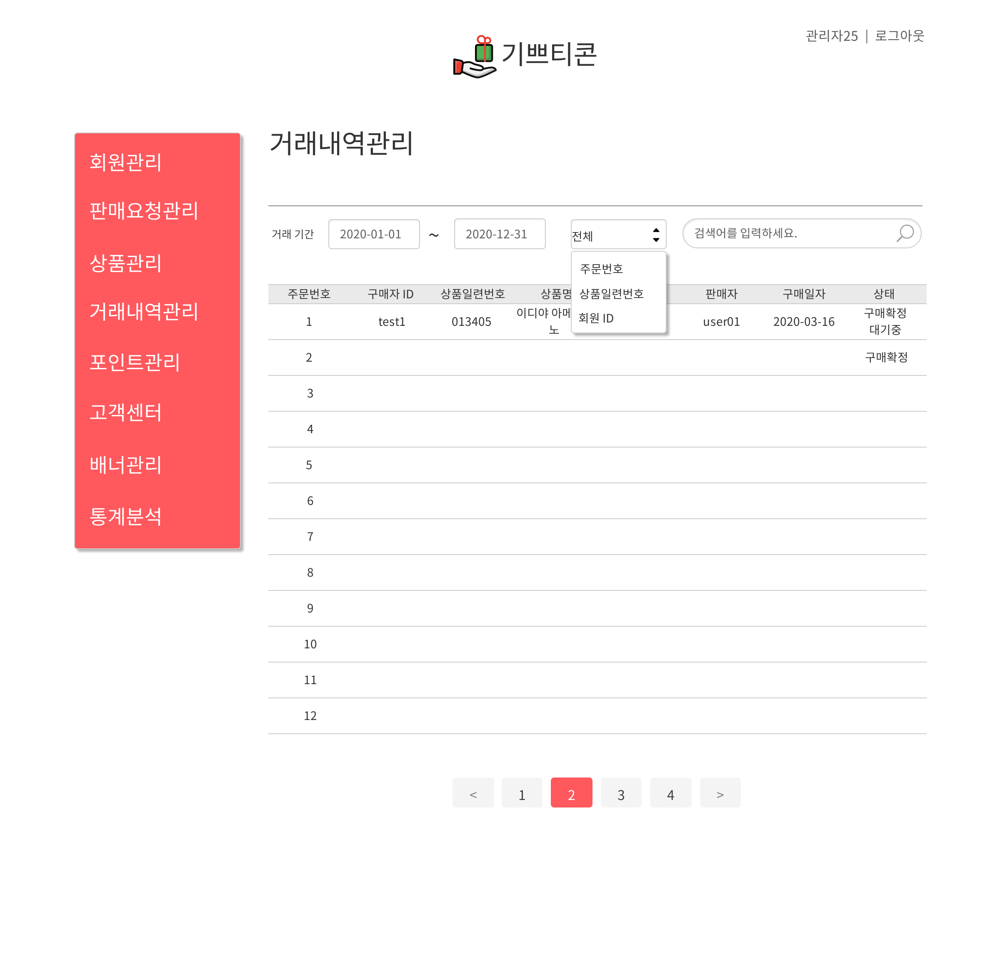 관리자25 | 로그아웃
기쁘티콘
거래내역관리
회원관리
판매요청관리
상품관리
거래내역관리
포인트관리
고객센터
배너관리
통계분석
거래 기간 2020-01-01 ~ 2020-12-31 전체 검색어를 입력하세요.
주문번호
상품일련번호
회원 ID
주문번호 구매자 ID 상품일련번호 상품명 판매자 구매일자 상태
1 test1 013405 이디야 아메
노 user01 2020-03-16 구매확정
대기중
2 구매확정
3
4
5
6
7
8
9
10
11
12
< 1 2 3 4 >